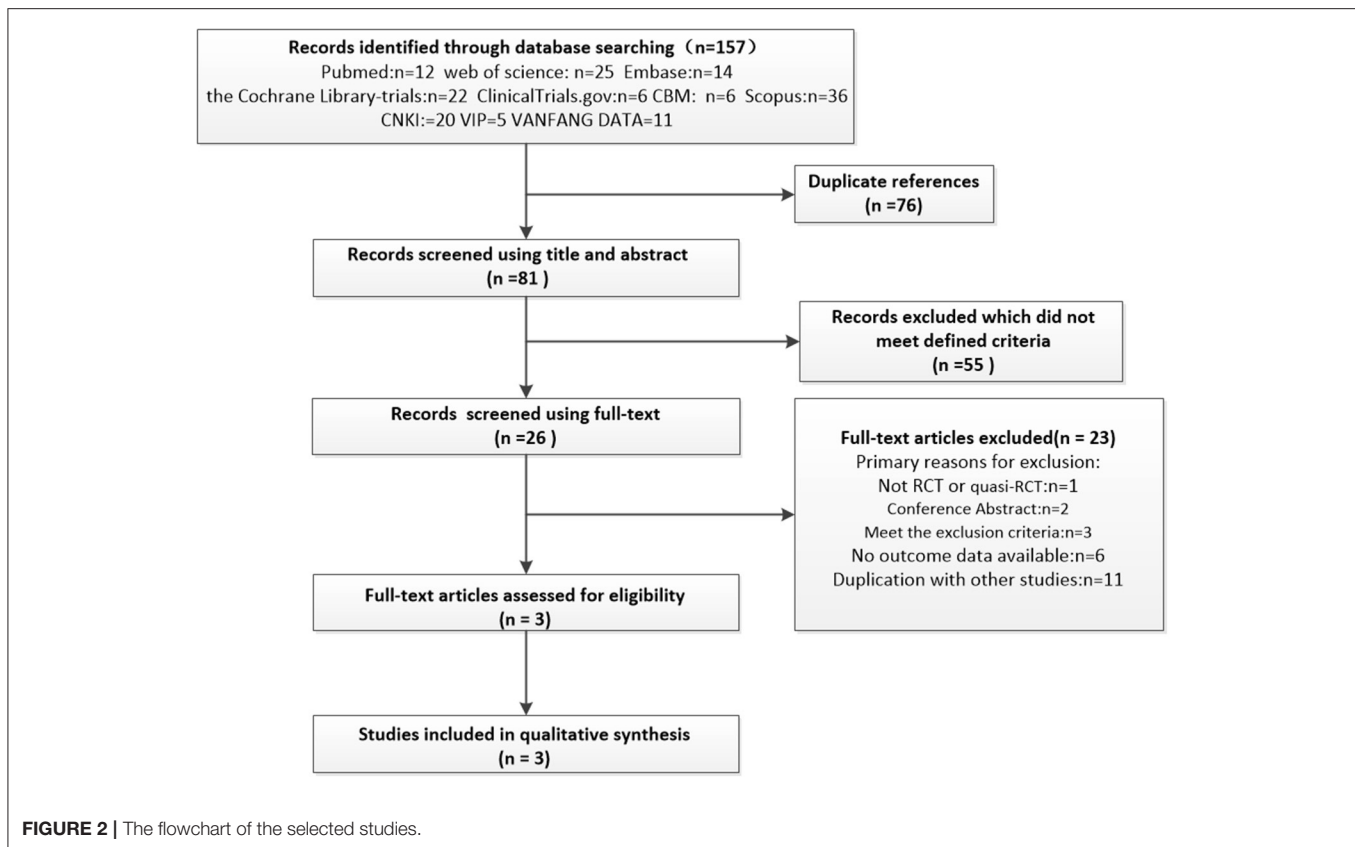 Records identified through database searching（n=157）
Pubmed:n=12 web of science: n=25 Embase:n=14
the Cochrane Library-trials:n=22 ClinicalTrials.gov:n=6 CBM: n=6 Scopus:n=36
CNKI:=20 VIP=5 VANFANG DATA=11
Duplicate references
(n =76)
Records screened using title and abstract
(n =81 )
Records excluded which did not
meet defined criteria
(n =55 )
Records screened using full-text
(n =26 )
Full-text articles excluded(n = 23)
Primary reasons for exclusion:
Not RCT or quasi-RCT:n=1
Conference Abstract:n=2
Meet the exclusion criteria:n=3
No outcome data available:n=6
Duplication with other studies:n=11
Full-text articles assessed for eligibility
(n = 3)
Studies included in qualitative synthesis
(n = 3)
FIGURE 2 | The flowchart of the selected studies.